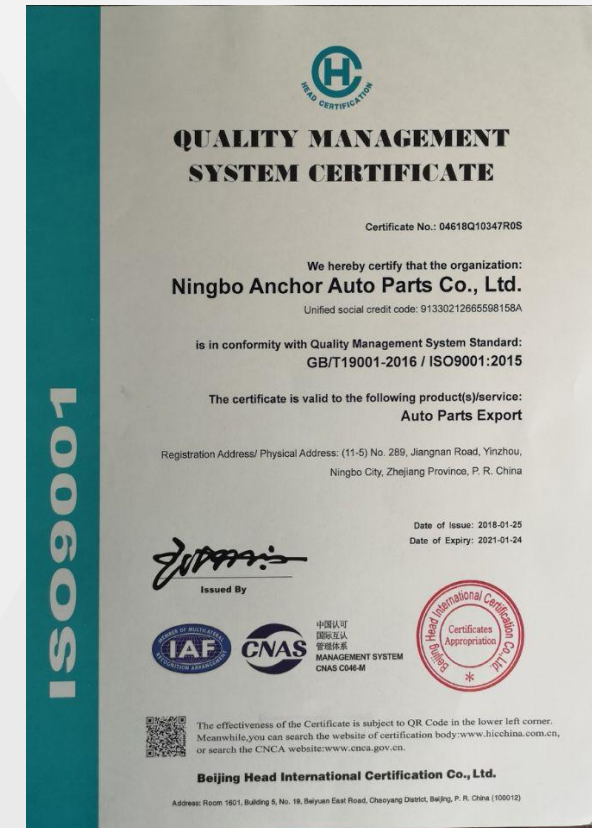 HC
HEAD CERTIFICATION
QUALITY MANAGEMENT
SYSTEM CERTIFICATE
Certificate No.: 04618Q10347R0S
We hereby certify that the organization:
Ningbo Anchor Auto Parts Co., Ltd.
Unified social credit code: 91330212665598158A
is in conformity with Quality Management System Standard:
GB/T19001-2016 / ISO9001:2015
The certificate is valid to the following product(s)/service:
Auto Parts Export
Registration Address/ Physical Address: (11-5) No. 289, Jiangnan Road, Yinzhou,
Ningbo City, Zhejiang Province, P. R. China
Date of Issue: 2018-01-25
Date of Expiry: 2021-01-24
Issued By
ISO9001
MEMBER OF MULTILATERAL
IAF
RECOGNITION ARRANGEMENT
CNAS
中国认可
国际互认
管理体系
MANAGEMENT SYSTEM
CNAS C046-M
Beijing Head International Certification Co., Ltd.
Certificates
Appropriation
The effectiveness of the Certificate is subject to QR Code in the lower left corner.
Meanwhile,you can search the website of certification body:www.hicchina.com.cn,
or search the CNCA website:www.cnca.gov.cn.
Beijing Head International Certification Co., Ltd.
Address: Room 1601, Building 5, No. 19, Beiyuan East Road, Chaoyang District, Beijing, P. R. China (100012)